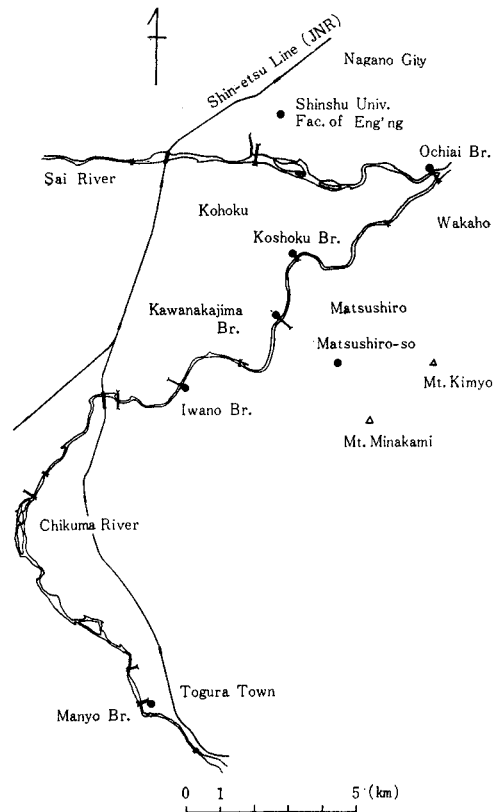 Shin-etsu Line (JNR)
Nagano Gity
Shinshu Univ.
Fac. of Eng'ng
Ochiai Br.
Sai River
Kohoku
Wakaho
Koshoku Br.
Kawanakajima
Br.
Matsushiro
Matsushiro-so
Mt. Kimyo
Iwano Br.
Mt. Minakami
Chikuma River
Togura Town
Manyo Br.
0 1 5 (km)